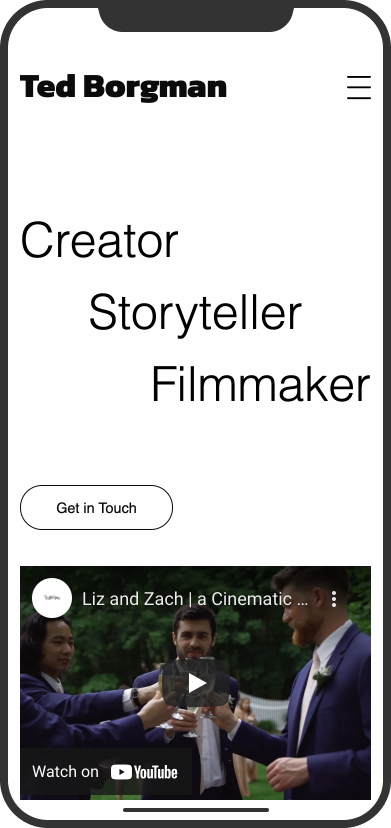 Ted Borgman
Creator
Storyteller
Filmmaker
Get in Touch
Liz and Zach | a Cinematic ...
Watch on YouTube